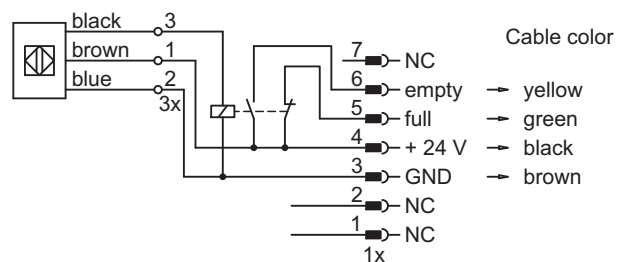 black 3
brown 1
blue 2
3x
Cable color
7 NC
6 empty yellow
5 full green
4 + 24 V black
3 GND brown
2 NC
1 NC
1x